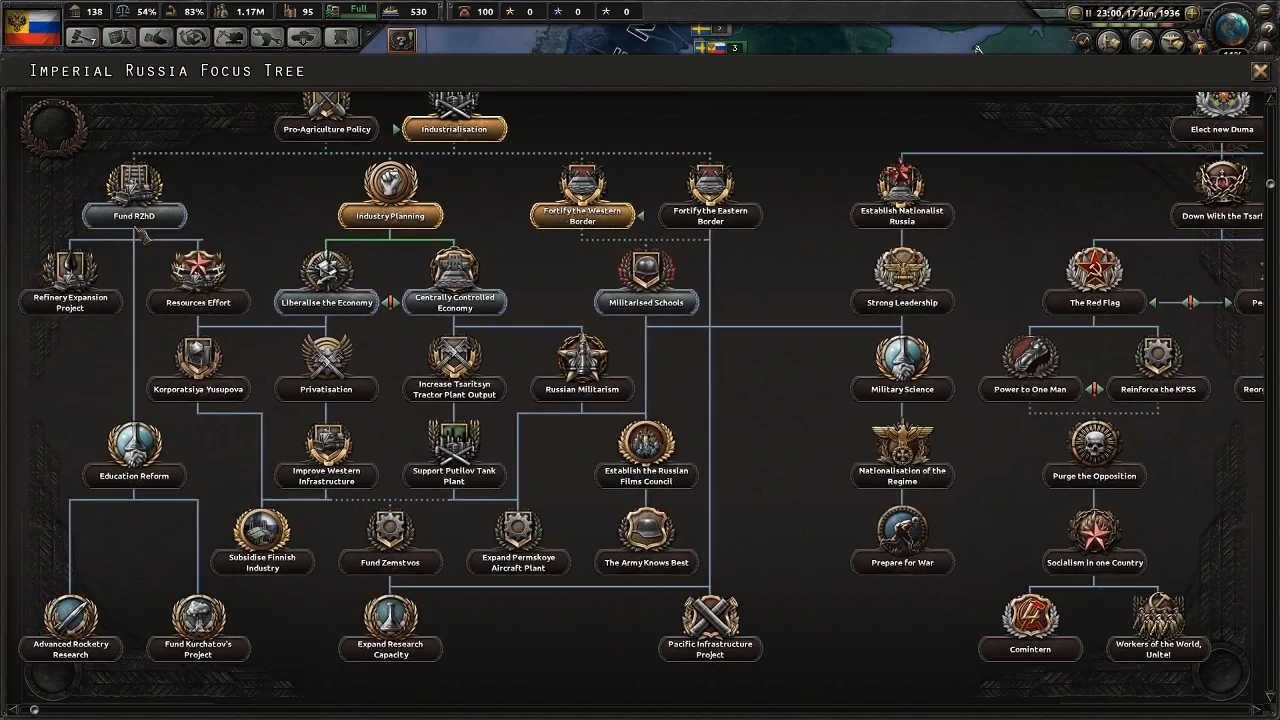 138
54%
83%
1.17M
95
Full
530
100
0
0
0
23:00, 17 Jun, 1936
7
3
Imperial Russia Focus Tree
Pro-Agriculture Policy
Industrialisation
Elect new Duma
Fund RZhD
Industry Planning
Fortify the Western
Border
Fortify the Eastern
Border
Establish Nationalist
Russia
Down With the Tsar!
Refinery Expansion
Project
Resources Effort
Liberalise the Economy
Centrally Controlled
Economy
Militarised Schools
Strong Leadership
The Red Flag
Pe
Korporatsiya Yusupova
Privatisation
Increase Tsaritsyn
Tractor Plant Output
Russian Militarism
Military Science
Power to One Man
Reinforce the KPSS
Reor
Education Reform
Improve Western
Infrastructure
Support Putilov Tank
Plant
Establish the Russian
Films Council
Nationalisation of the
Regime
Purge the Opposition
Subsidise Finnish
Industry
Fund Zemstvos
Expand Permskoye
Aircraft Plant
The Army Knows Best
Prepare for War
Socialism in one Country
Advanced Rocketry
Research
Fund Kurchatov's
Project
Expand Research
Capacity
Pacific Infrastructure
Project
Comintern
Workers of the World,
Unite!